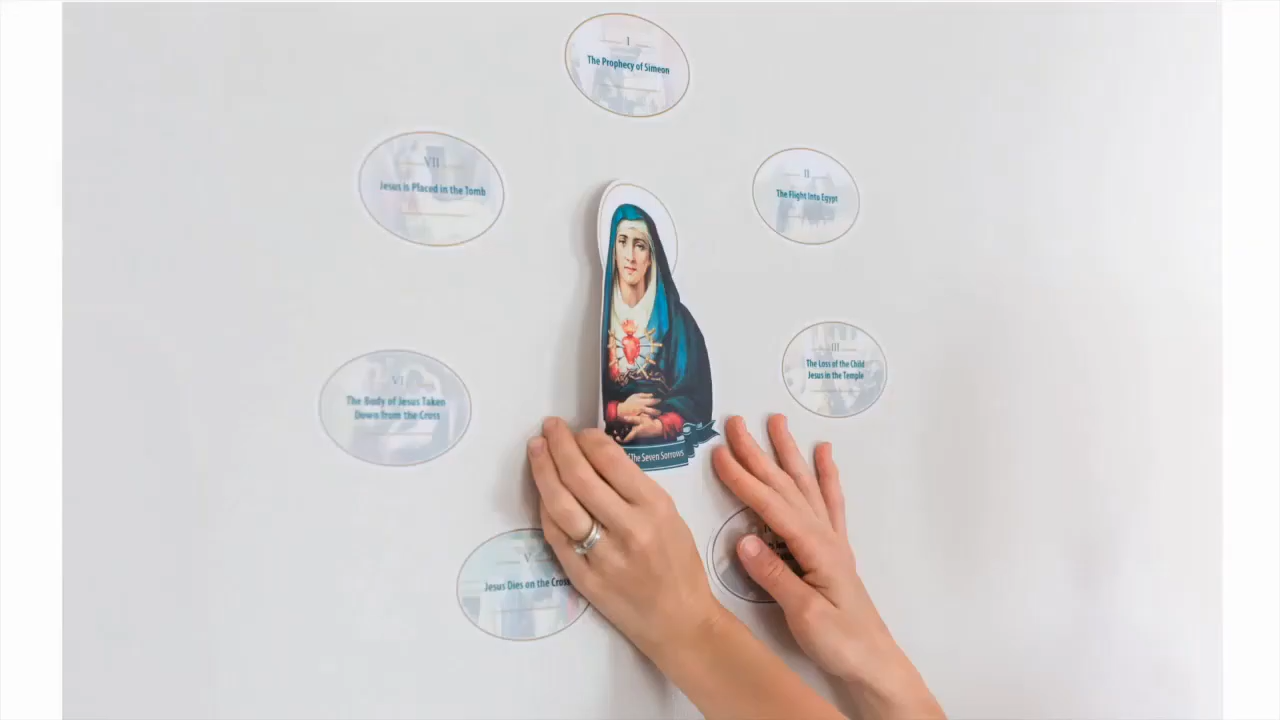 I
The Prophecy of Simeon
II
The Flight Into Egypt
III
The Loss of the Child
Jesus in the Temple
V
Jesus Dies on the Cross
VI
The Body of Jesus Taken
Down from the Cross
VII
Jesus is Placed in the Tomb
The Seven Sorrows